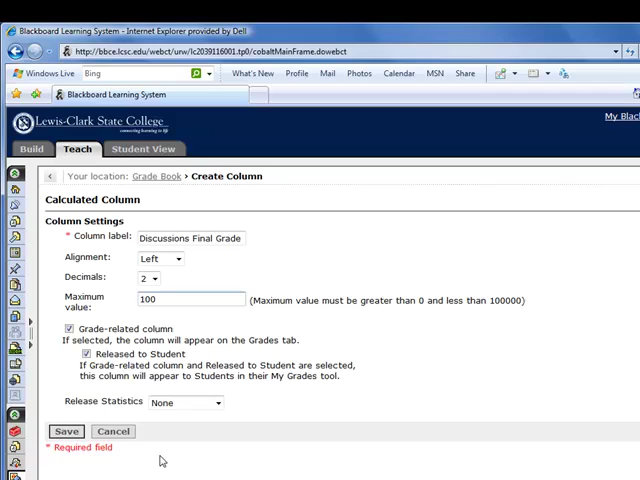 Blackboard Learning System - Internet Explorer provided by Dell
http://bbce.lcsc.edu/webct/urw/lc2039116001.tp0/cobaltMainFrame.dowebct
Windows Live Bing What's New Profile Mail Photos Calendar MSN Share
Blackboard Learning System
Lewis-Clark State College
connecting learning to life
My Blac
Build Teach Student View
Your location: Grade Book › Create Column
Calculated Column
Column Settings
* Column label: Discussions Final Grade
Alignment: Left
Decimals: 2
Maximum value: 100 (Maximum value must be greater than 0 and less than 100000)
Grade-related column
If selected, the column will appear on the Grades tab.
Released to Student
If Grade-related column and Released to Student are selected,
this column will appear to Students in their My Grades tool.
Release Statistics None
Save Cancel
* Required field